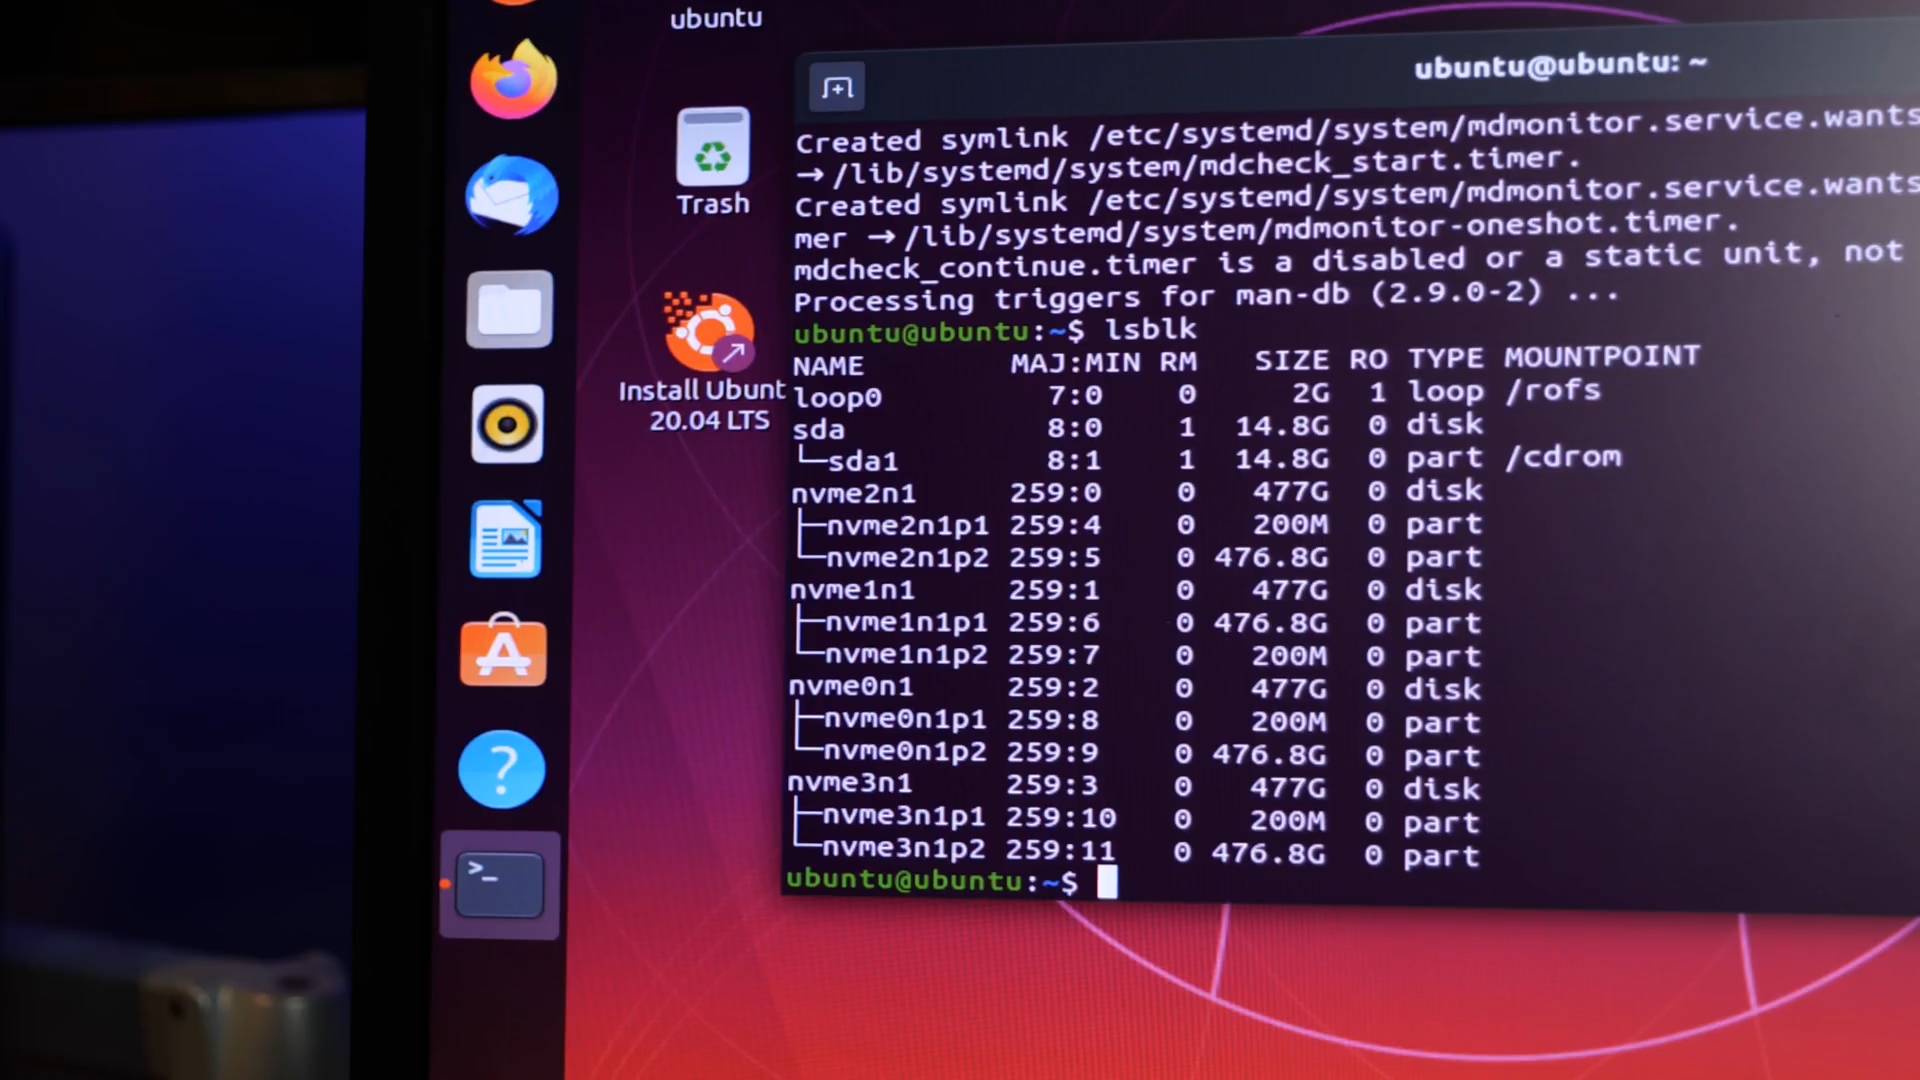 ubuntu
Trash
Install Ubunt
20.04 LTS
ubuntu@ubuntu: ~
Created symlink /etc/systemd/system/mdmonitor.service.wants
→ /lib/systemd/system/mdcheck_start.timer.
Created symlink /etc/systemd/system/mdmonitor.service.wants
mer → /lib/systemd/system/mdmonitor-oneshot.timer.
mdcheck_continue.timer is a disabled or a static unit, not
Processing triggers for man-db (2.9.0-2) ...
ubuntu@ubuntu:~$ lsblk
NAME MAJ:MIN RM SIZE RO TYPE MOUNTPOINT
loop0 7:0 0 2G 1 loop /rofs
sda 8:0 1 14.8G 0 disk
└─sda1 8:1 1 14.8G 0 part /cdrom
nvme2n1 259:0 0 477G 0 disk
├─nvme2n1p1 259:4 0 200M 0 part
└─nvme2n1p2 259:5 0 476.8G 0 part
nvme1n1 259:1 0 477G 0 disk
├─nvme1n1p1 259:6 0 476.8G 0 part
└─nvme1n1p2 259:7 0 200M 0 part
nvme0n1 259:2 0 477G 0 disk
├─nvme0n1p1 259:8 0 200M 0 part
└─nvme0n1p2 259:9 0 476.8G 0 part
nvme3n1 259:3 0 477G 0 disk
├─nvme3n1p1 259:10 0 200M 0 part
└─nvme3n1p2 259:11 0 476.8G 0 part
ubuntu@ubuntu:~$